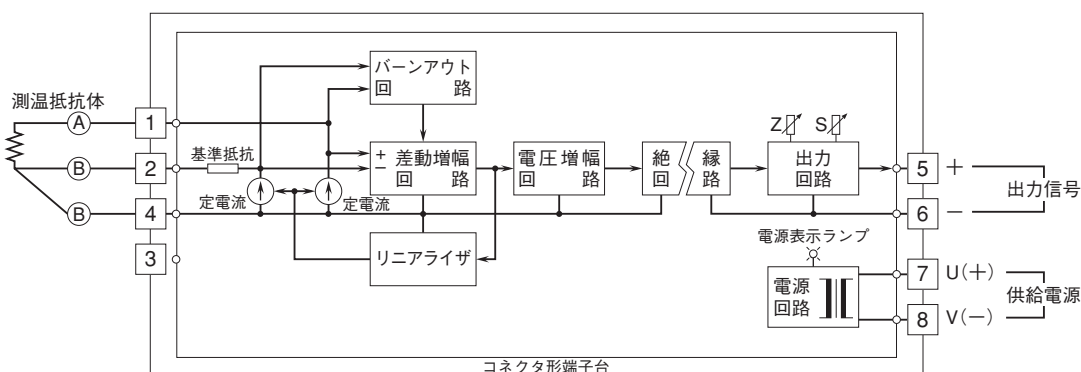 測温抵抗体
A
B
B
1
2
4
3
基準抵抗
定電流
定電流
バーンアウト
回 路
+
−
差動増幅
回 路
リニアライザ
電圧増幅
回 路
絶 縁
回 路
Z
S
出力
回路
電源表示ランプ
電源
回路
5
+
6
−
出力信号
7
U(+)
8
V(−)
供給電源
コネクタ形端子台